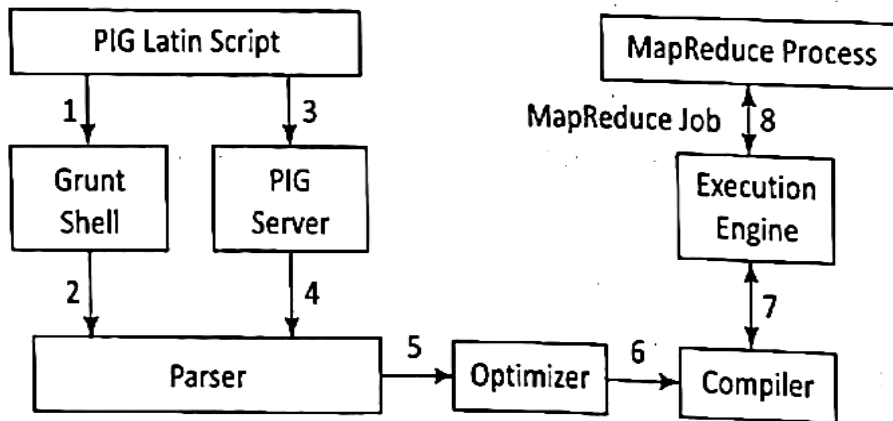 PIG Latin Script
MapReduce Process
1
3
MapReduce Job
8
Grunt
Shell
PIG
Server
Execution
Engine
2
4
7
Parser
5
Optimizer
6
Compiler